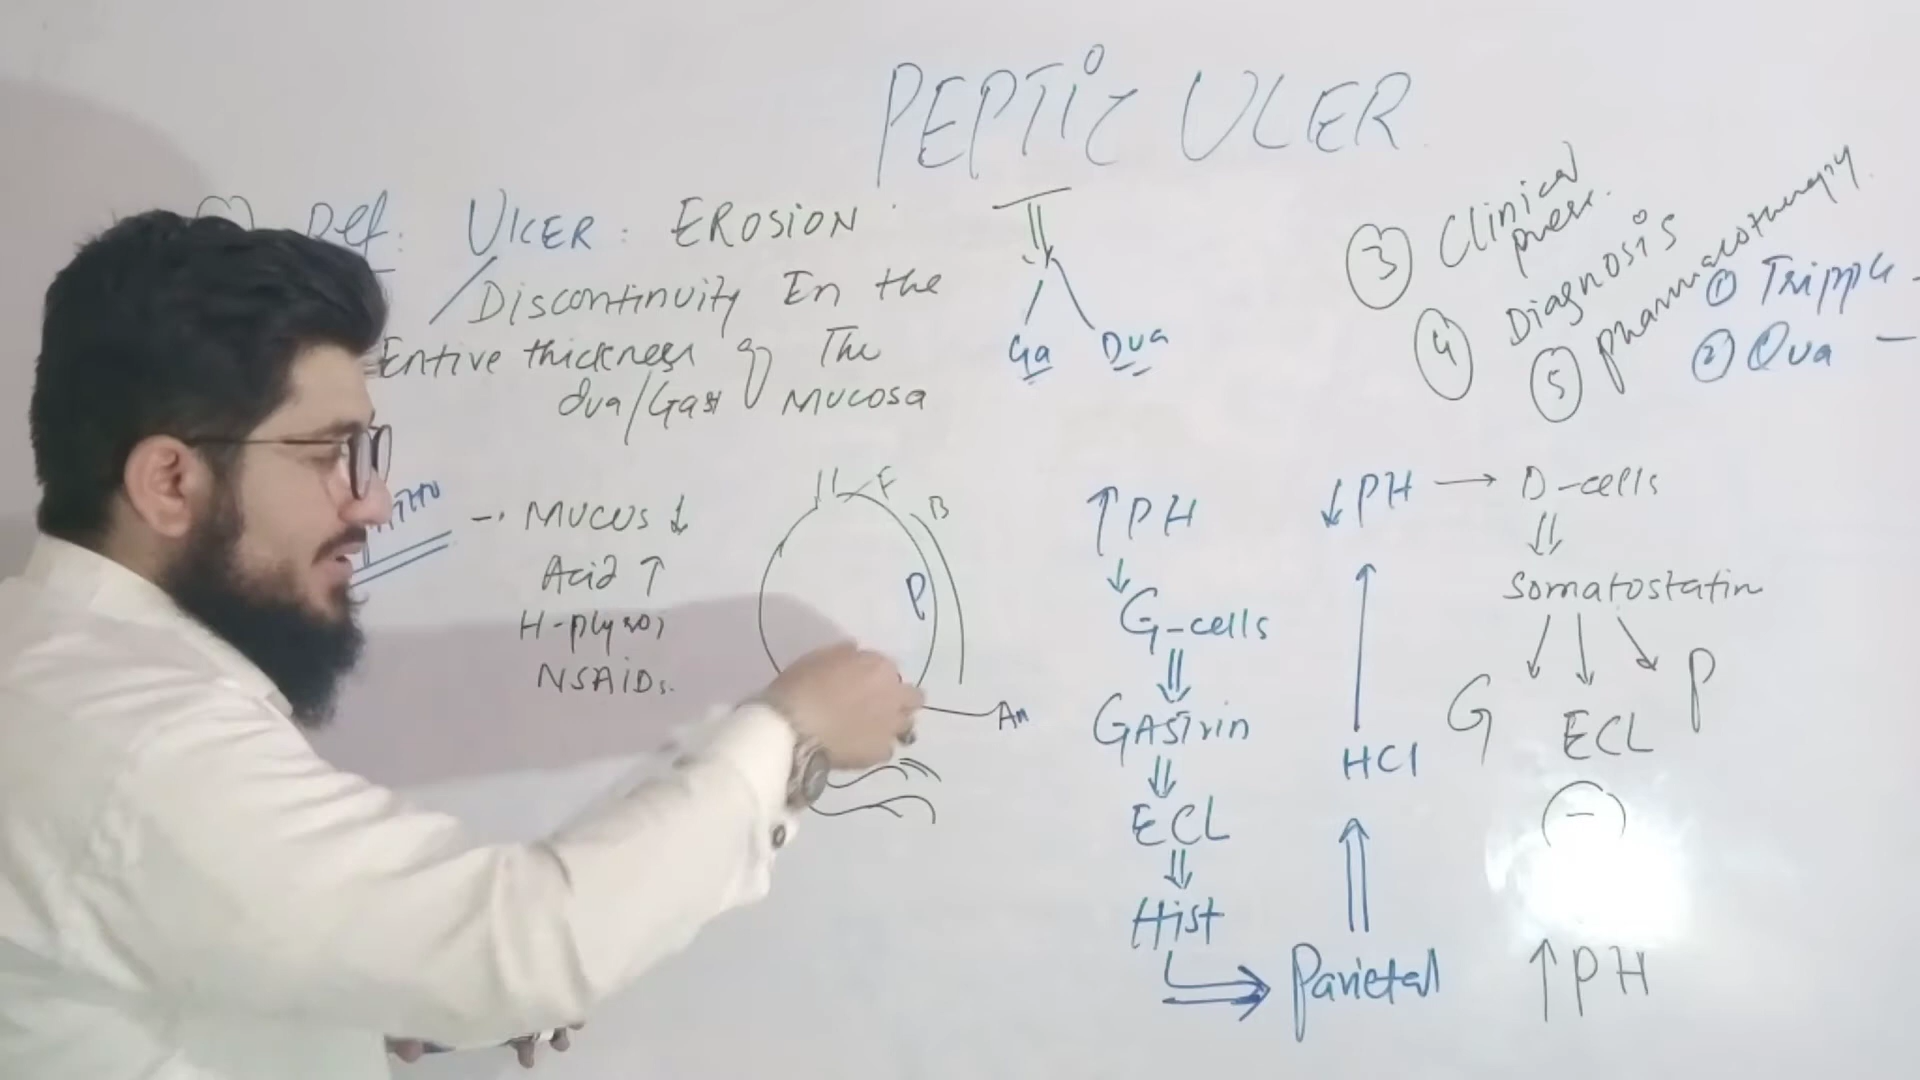 PEPTiC ULCER
Def: ULCER: EROSION
/Discontinuity In the
Entire thickness of The
dua/Gast Mucosa
Ga Dua
③ Clinical
pres.
④ Diagnosis
⑤ pharmacotherapy
① Tripple -
② Qua -
- Mucus ↓
Acid ↑
H-plyroi
NSAiDs.
F
B
P
An
↑ PH
↓
G-cells
⇓
GASTrin
⇓
ECL
⇓
Hist
⇒ Parietal
⇑
HCl
↑
↓ PH → D-cells
⇓
Somatostatin
G ECL P
(-)
↑ PH